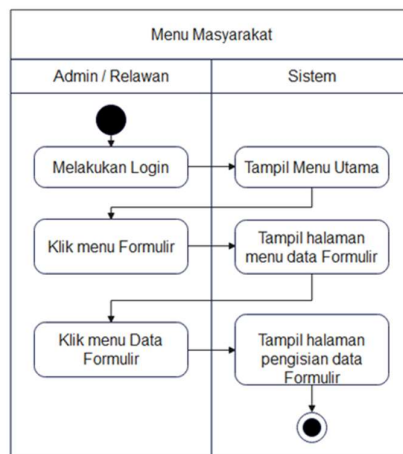 Menu Masyarakat
Admin / Relawan
Sistem
Melakukan Login
Tampil Menu Utama
Klik menu Formulir
Tampil halaman
menu data Formulir
Klik menu Data
Formulir
Tampil halaman
pengisian data
Formulir